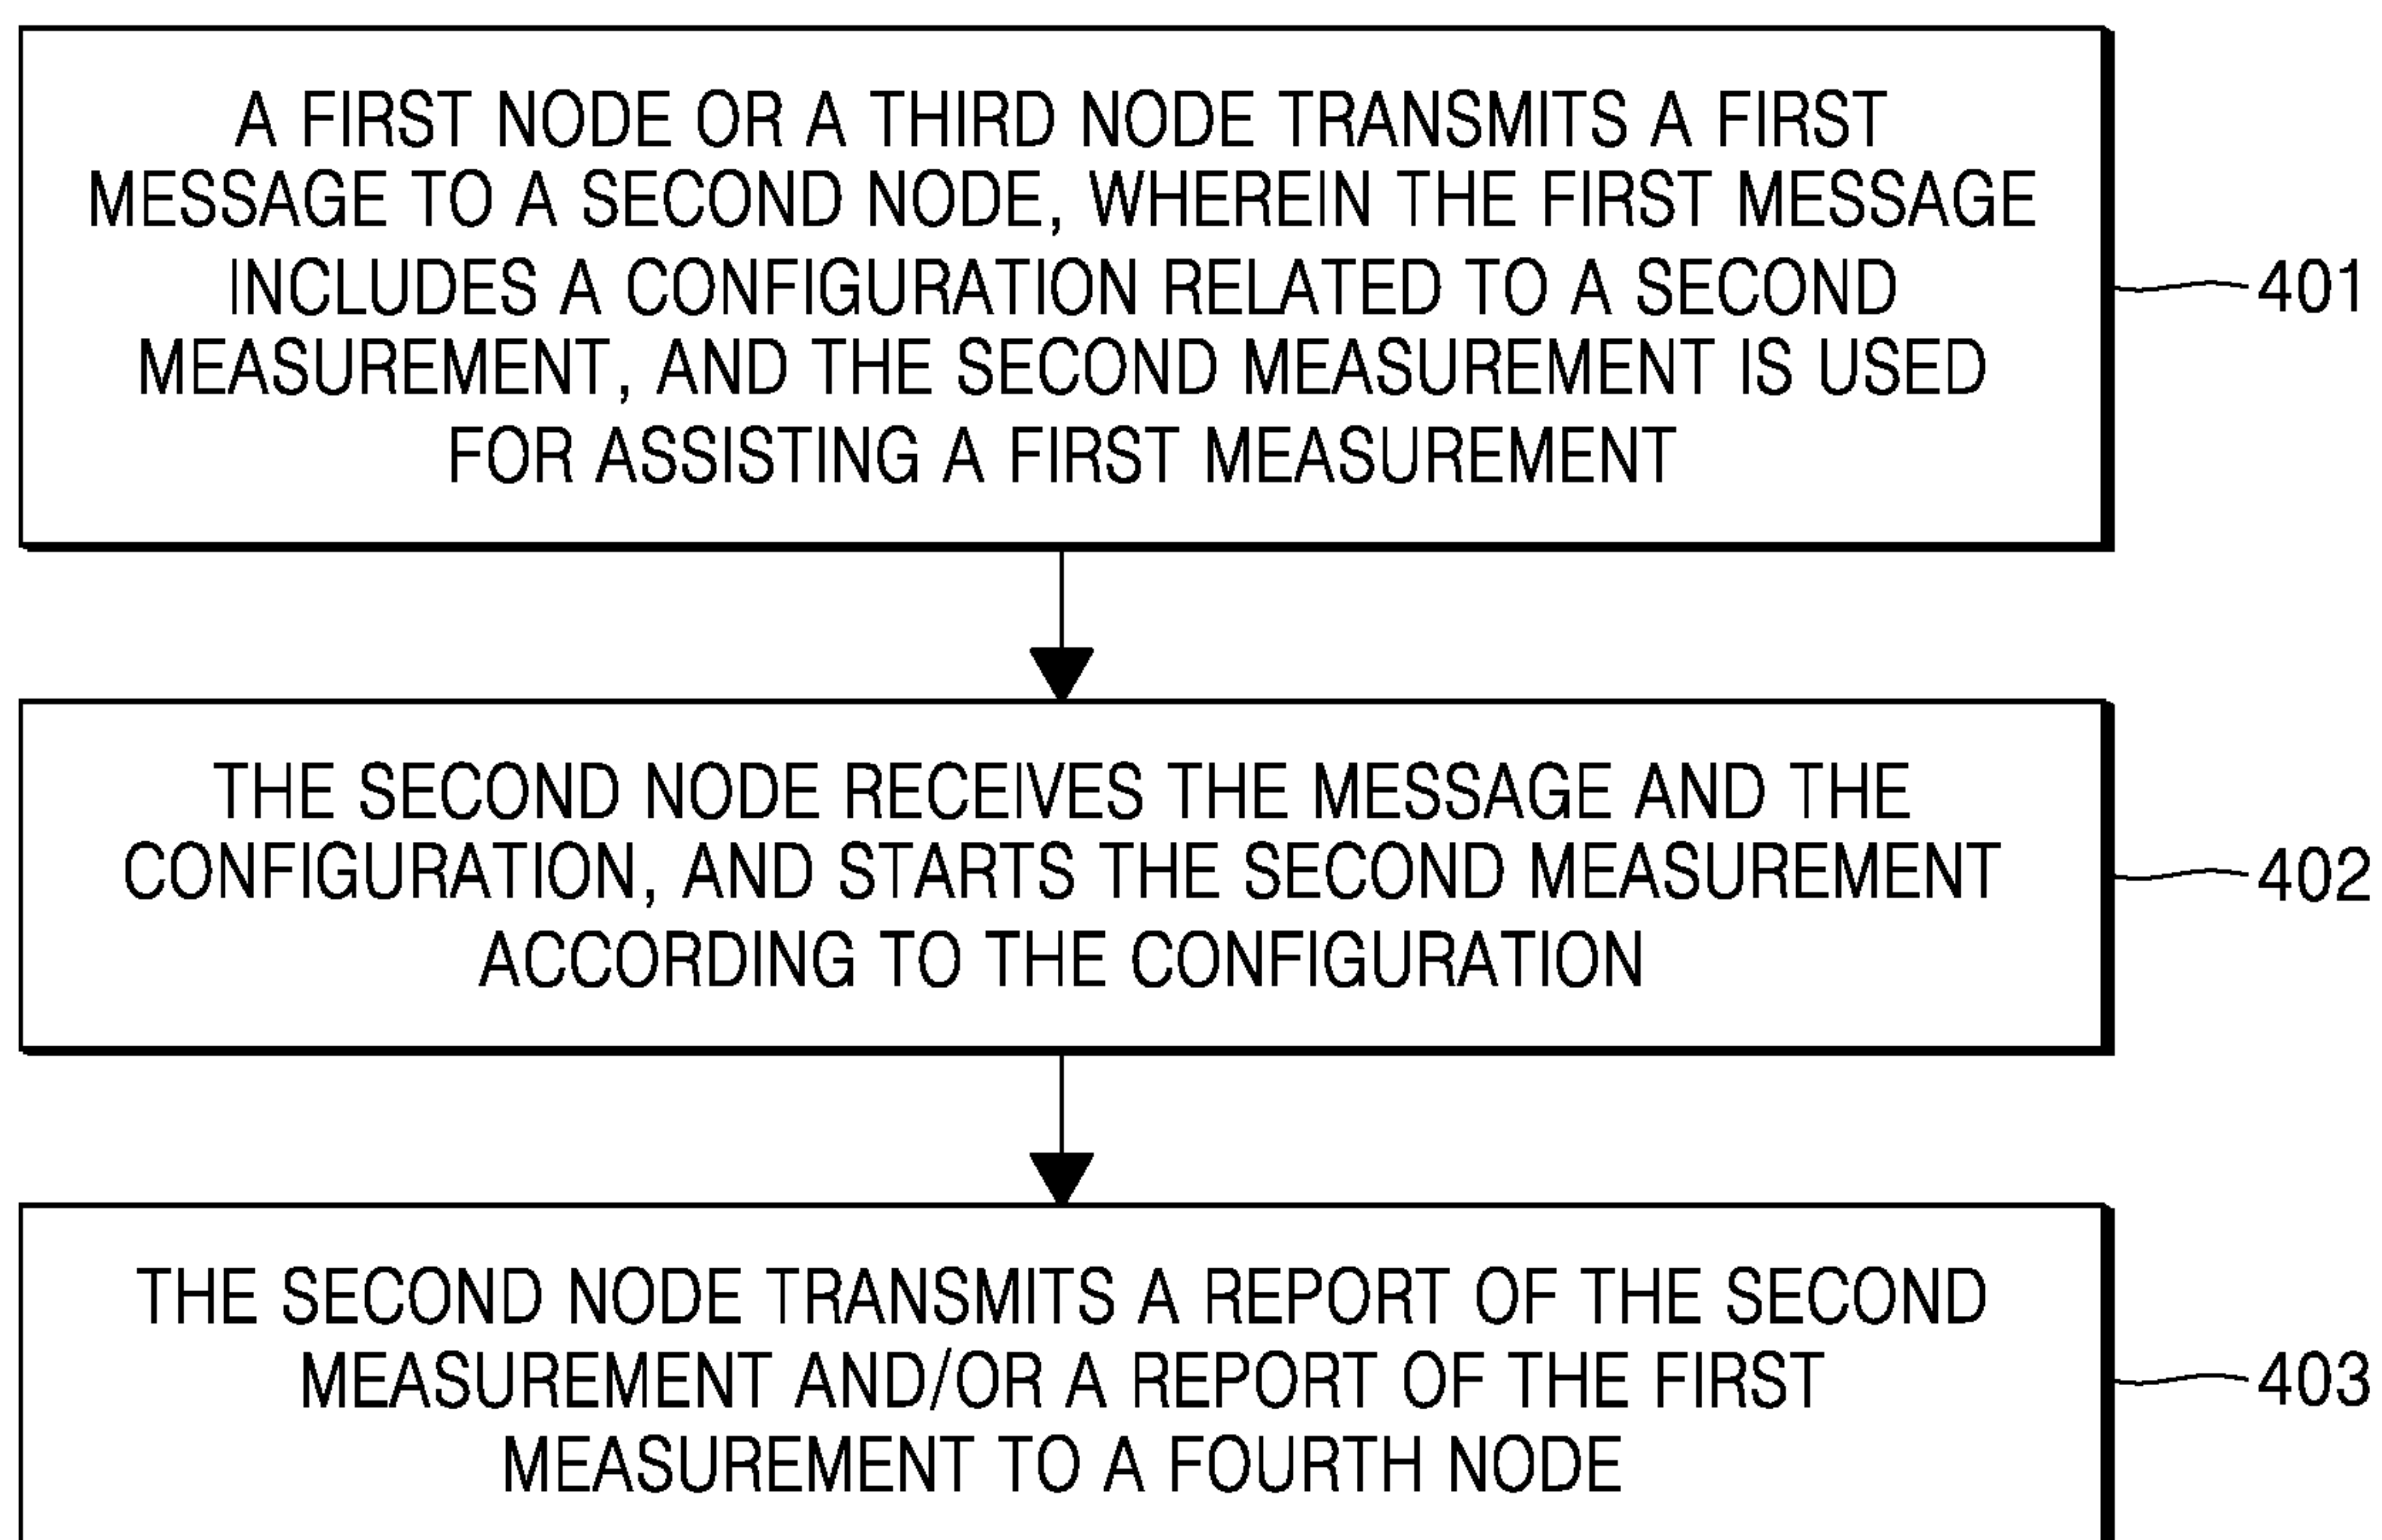 A FIRST NODE OR A THIRD NODE TRANSMITS A FIRST
MESSAGE TO A SECOND NODE, WHEREIN THE FIRST MESSAGE
INCLUDES A CONFIGURATION RELATED TO A SECOND
MEASUREMENT, AND THE SECOND MEASUREMENT IS USED
FOR ASSISTING A FIRST MEASUREMENT
401
THE SECOND NODE RECEIVES THE MESSAGE AND THE
CONFIGURATION, AND STARTS THE SECOND MEASUREMENT
ACCORDING TO THE CONFIGURATION
402
THE SECOND NODE TRANSMITS A REPORT OF THE SECOND
MEASUREMENT AND/OR A REPORT OF THE FIRST
MEASUREMENT TO A FOURTH NODE
403